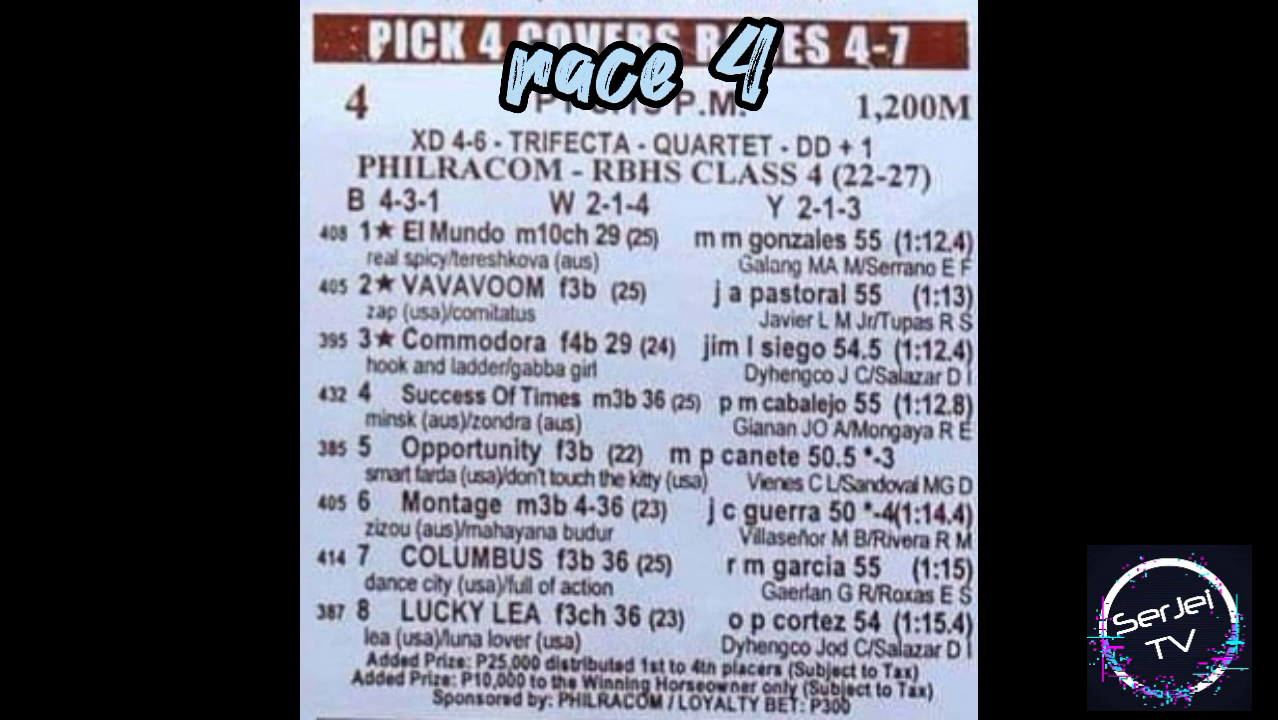 PICK 4 COVERS RACES 4-7
race 4
4 P.M. 1,200M
XD 4-6 - TRIFECTA - QUARTET - DD + 1
PHILRACOM - RBHS CLASS 4 (22-27)
B 4-3-1 W 2-1-4 Y 2-1-3
408 1★ El Mundo m10ch 29 (25) m m gonzales 55 (1:12.4)
real spicy/tereshkova (aus) Galang MA M/Serrano E F
405 2★ VAVAVOOM f3b (25) j a pastoral 55 (1:13)
zap (usa)/comitatus Javier L M Jr/Tupas R S
395 3★ Commodora f4b 29 (24) jim l siego 54.5 (1:12.4)
hook and ladder/gabba girl Dyhengco J C/Salazar D I
432 4 Success Of Times m3b 36 (25) p m cabalejo 55 (1:12.8)
minsk (aus)/zondra (aus) Gianan JO A/Mongaya R E
385 5 Opportunity f3b (22) m p canete 50.5 *-3
smart farda (usa)/don't touch the kitty (usa) Vienes C L/Sandoval MG D
405 6 Montage m3b 4-36 (23) j c guerra 50 *-4(1:14.4)
zizou (aus)/mahayana budur Villaseñor M B/Rivera R M
414 7 COLUMBUS f3b 36 (25) r m garcia 55 (1:15)
dance city (usa)/full of action Gaerlan G R/Roxas E S
387 8 LUCKY LEA f3ch 36 (23) o p cortez 54 (1:15.4)
lea (usa)/luna lover (usa) Dyhengco Jod C/Salazar D I
Added Prize: P25,000 distributed 1st to 4th placers (Subject to Tax)
Added Prize: P10,000 to the Winning Horseowner only (Subject to Tax)
Sponsored by: PHILRACOM / LOYALTY BET: P300
SerJei
TV